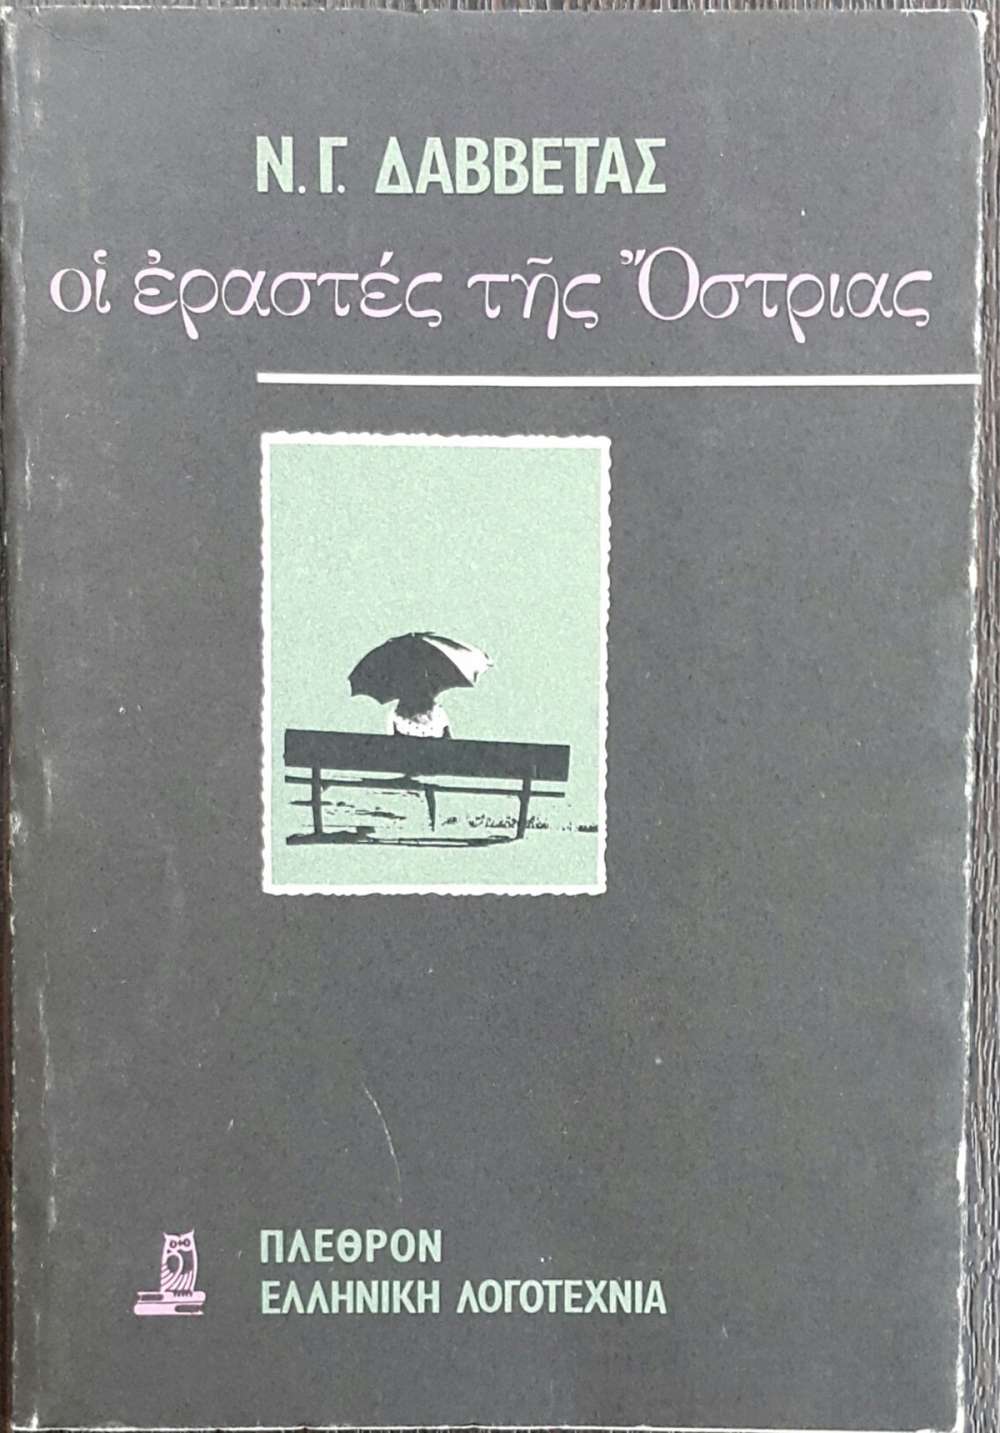 Ν. Γ. ΔΑΒΒΕΤΑΣ
οἱ ἐραστές τῆς Ὄστριας
ΠΛΕΘΡΟΝ
ΕΛΛΗΝΙΚΗ ΛΟΓΟΤΕΧΝΙΑ